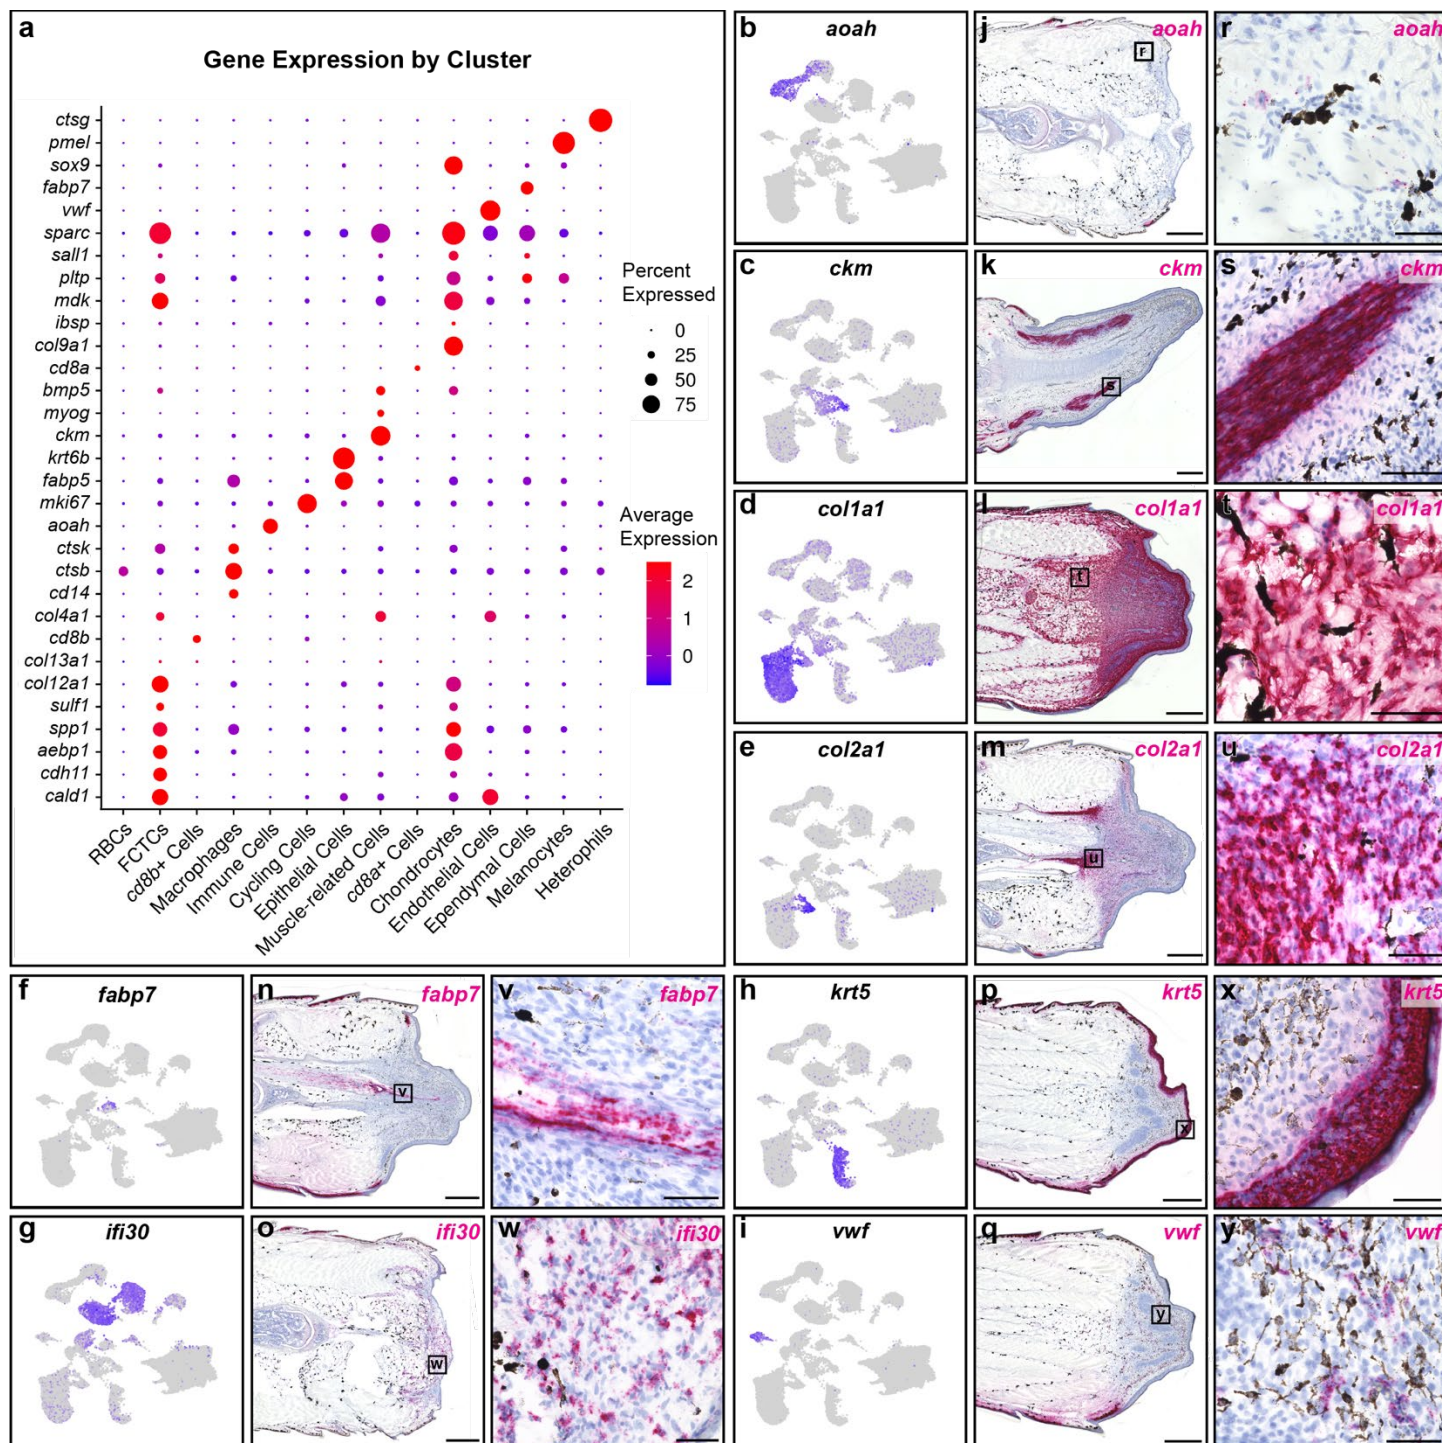 a
Gene Expression by Cluster
ctsg
pmel
sox9
fabp7
vwf
sparc
sall1
pltp
mdk
ibsp
col9a1
cd8a
bmp5
myog
ckm
krt6b
fabp5
mki67
aoah
ctsk
ctsb
cd14
col4a1
cd8b
col13a1
col12a1
sulf1
spp1
aebp1
cdh11
cald1
RBCs
FCTCs
cd8b+ Cells
Macrophages
Immune Cells
Cycling Cells
Epithelial Cells
Muscle-related Cells
cd8a+ Cells
Chondrocytes
Endothelial Cells
Ependymal Cells
Melanocytes
Heterophils
Percent
Expressed
0
25
50
75
Average
Expression
2
1
0
b aoah
j aoah
r
r aoah
c ckm
k ckm
s
s ckm
d col1a1
l col1a1
t
t col1a1
e col2a1
m col2a1
u
u col2a1
f fabp7
n fabp7
v
v fabp7
h krt5
p krt5
x
x krt5
g ifi30
o ifi30
w
w ifi30
i vwf
q vwf
y
y vwf